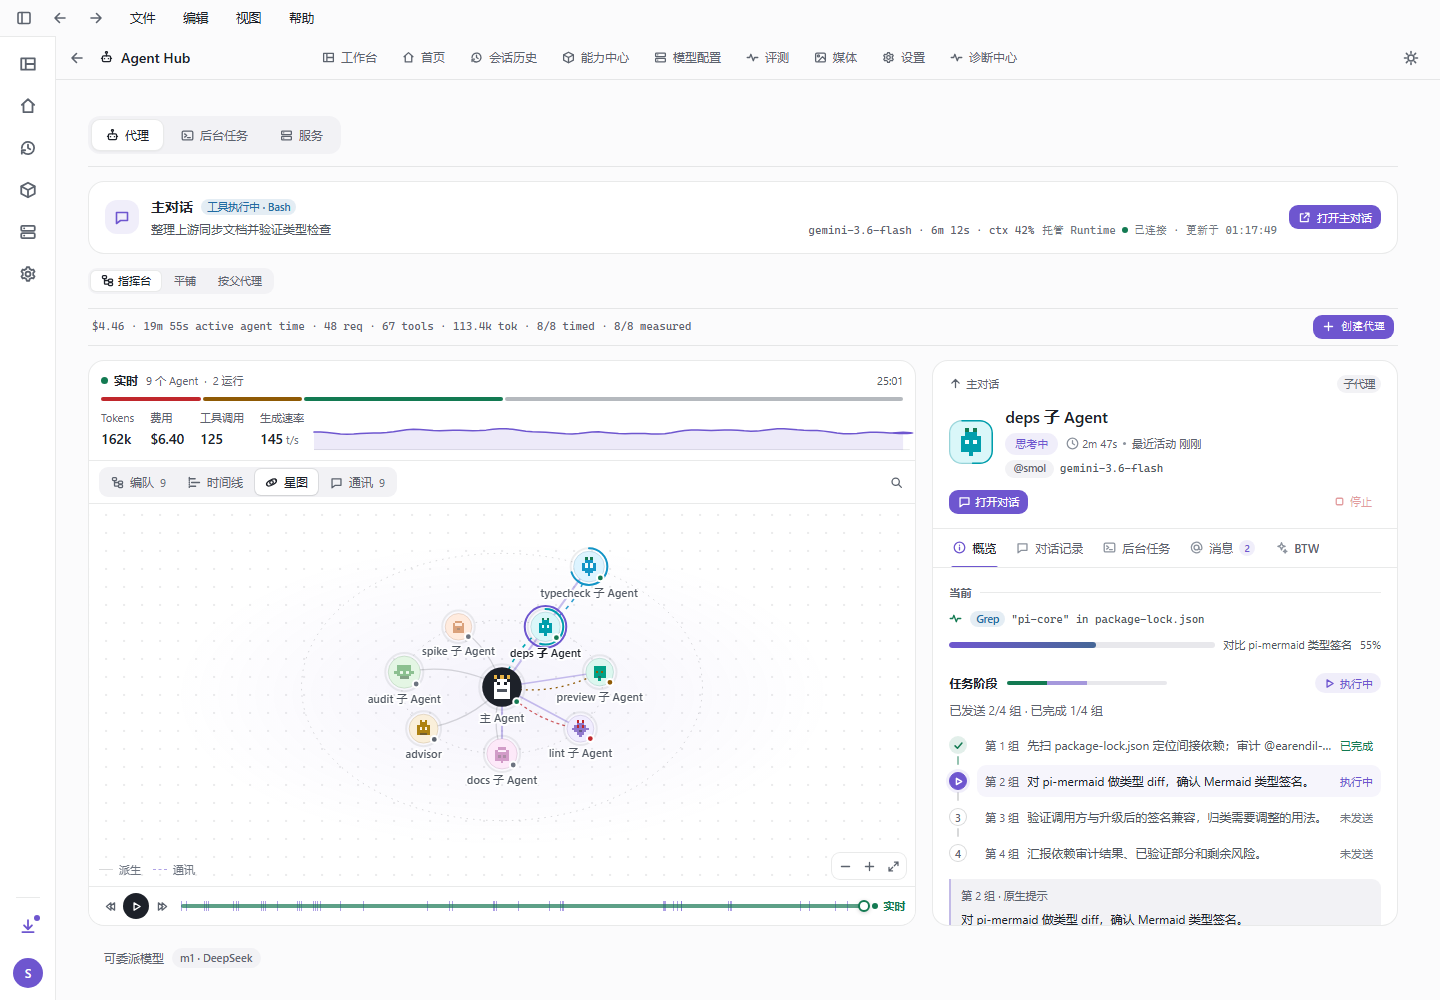 文件 编辑 视图 帮助
Agent Hub 工作台 首页 会话历史 能力中心 模型配置 评测 媒体 设置 诊断中心
代理 后台任务 服务
主对话 工具执行中 · Bash
整理上游同步文档并验证类型检查
gemini-3.6-flash · 6m 12s · ctx 42% 托管 Runtime 已连接 · 更新于 01:17:49
打开主对话
指挥台 平铺 按父代理
$4.46 · 19m 55s active agent time · 48 req · 67 tools · 113.4k tok · 8/8 timed · 8/8 measured
创建代理
实时 9 个 Agent · 2 运行 25:01
Tokens 费用 工具调用 生成速率
162k $6.40 125 145 t/s
编队 9 时间线 星图 通讯 9
typecheck 子 Agent
spike 子 Agent
deps 子 Agent
audit 子 Agent
preview 子 Agent
主 Agent
advisor
lint 子 Agent
docs 子 Agent
派生 通讯
实时
主对话 子代理
deps 子 Agent
思考中 2m 47s • 最近活动 刚刚
@smol gemini-3.6-flash
打开对话 停止
概览 对话记录 后台任务 消息 2 BTW
当前
Grep "pi-core" in package-lock.json
对比 pi-mermaid 类型签名 55%
任务阶段 执行中
已发送 2/4 组 · 已完成 1/4 组
第 1 组 先扫 package-lock.json 定位间接依赖；审计 @earendil-... 已完成
第 2 组 对 pi-mermaid 做类型 diff，确认 Mermaid 类型签名。 执行中
3 第 3 组 验证调用方与升级后的签名兼容，归类需要调整的用法。 未发送
4 第 4 组 汇报依赖审计结果、已验证部分和剩余风险。 未发送
第 2 组 · 原生提示
对 pi-mermaid 做类型 diff，确认 Mermaid 类型签名。
可委派模型 m1 · DeepSeek
S